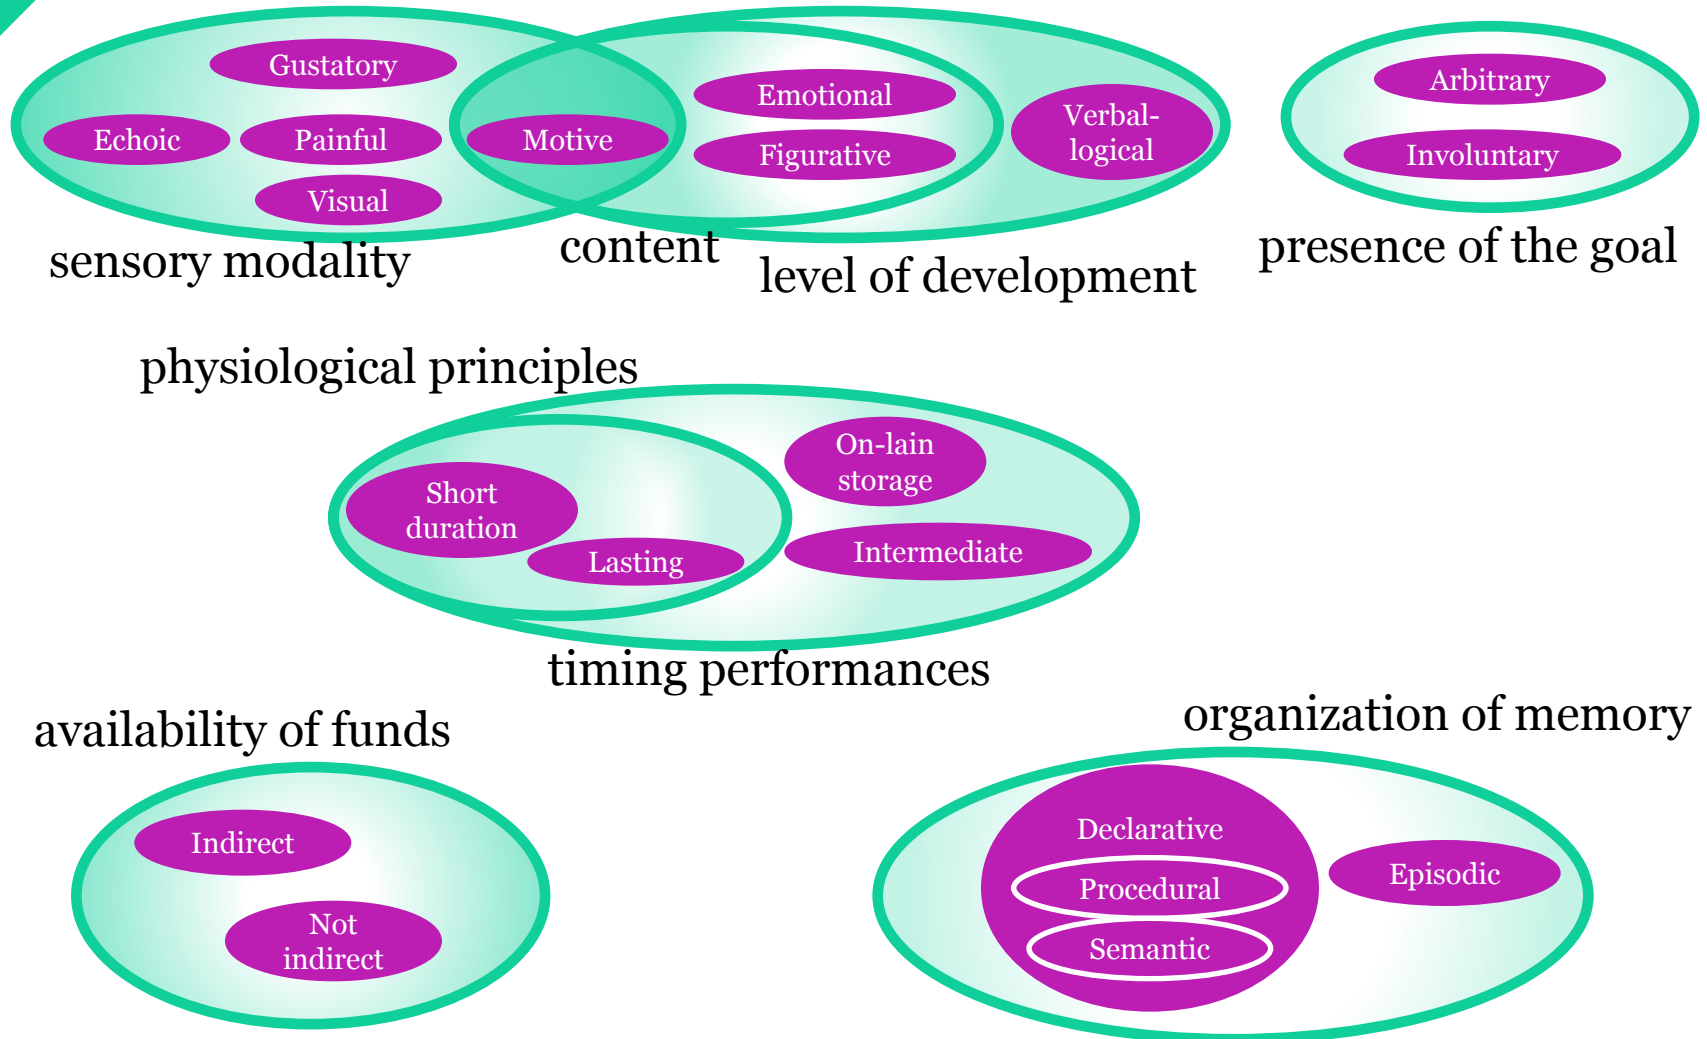 Gustatory
Echoic
Painful
Visual
Motive
Emotional
Figurative
Verbal-
logical
Arbitrary
Involuntary
sensory modality
content
level of development
presence of the goal
physiological principles
Short
duration
Lasting
On-lain
storage
Intermediate
timing performances
availability of funds
Indirect
Not
indirect
organization of memory
Declarative
Procedural
Semantic
Episodic